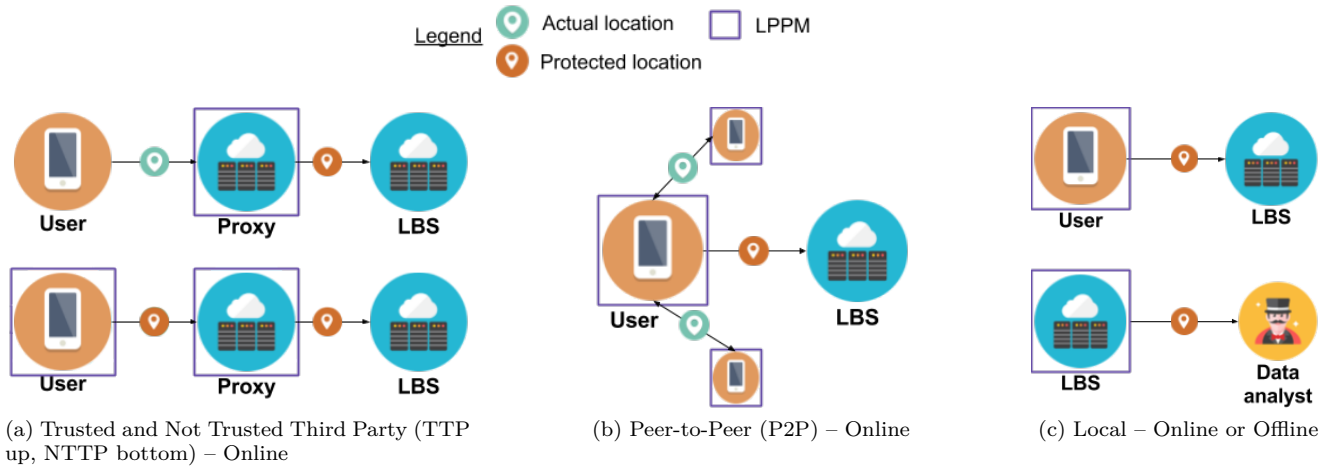 Legend
Actual location
LPPM
Protected location
User
Proxy
LBS
User
Proxy
LBS
(a) Trusted and Not Trusted Third Party (TTP
up, NTTP bottom) – Online
User
LBS
(b) Peer-to-Peer (P2P) – Online
User
LBS
LBS
Data
analyst
(c) Local – Online or Offline